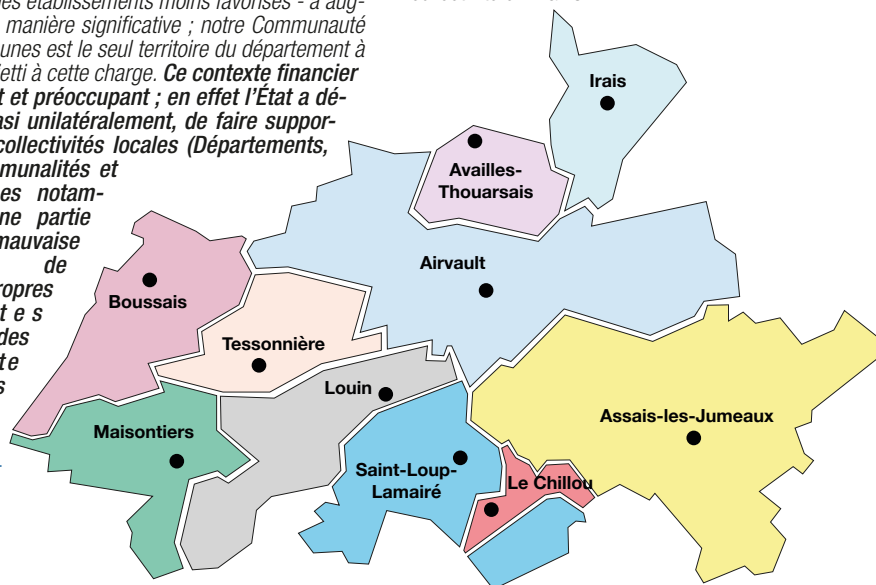 des établissements moins favorisés - a aug-
manière significative ; notre Communauté
unes est le seul territoire du département à
etti à cette charge. Ce contexte financier
t et préoccupant ; en effet l'État a dé-
asi unilatéralement, de faire suppor-
collectivités locales (Départements,
munalités et
es notam-
ne partie
mauvaise
de
ropres
t e s
des
te
s
Irais
Availles-
Thouarsais
Airvault
Boussais
Tessonnière
Louin
Assais-les-Jumeaux
Maisontiers
Saint-Loup-
Lamairé
Le Chillou